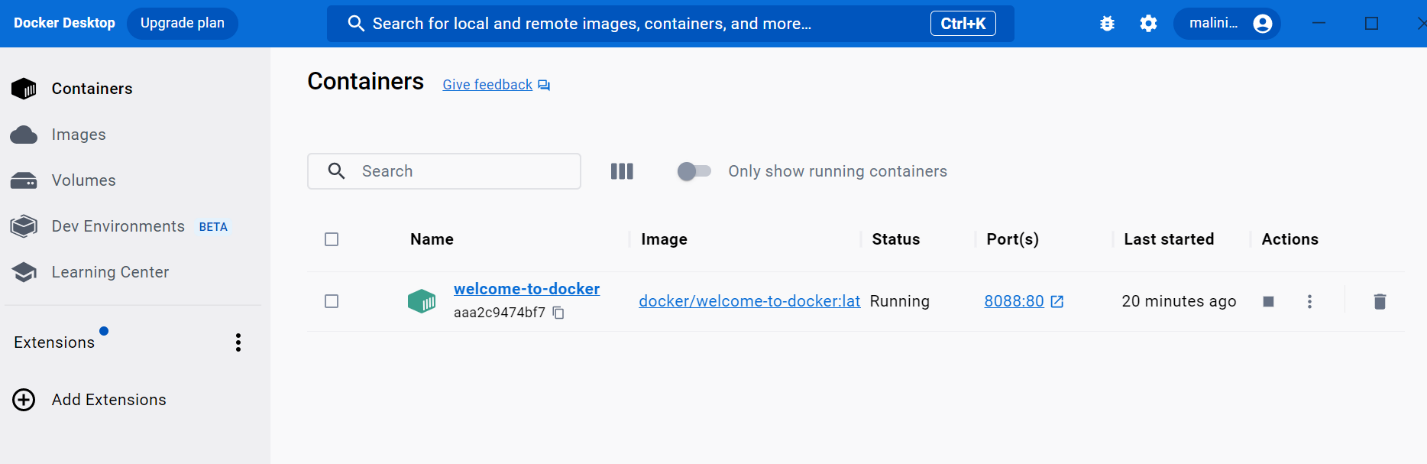 Docker Desktop Upgrade plan Search for local and remote images, containers, and more... Ctrl+K malini...
Containers
Images
Volumes
Dev Environments BETA
Learning Center
Extensions
Add Extensions
Containers Give feedback
Search Only show running containers
Name Image Status Port(s) Last started Actions
welcome-to-docker docker/welcome-to-docker:lat Running 8088:80 20 minutes ago
aaa2c9474bf7